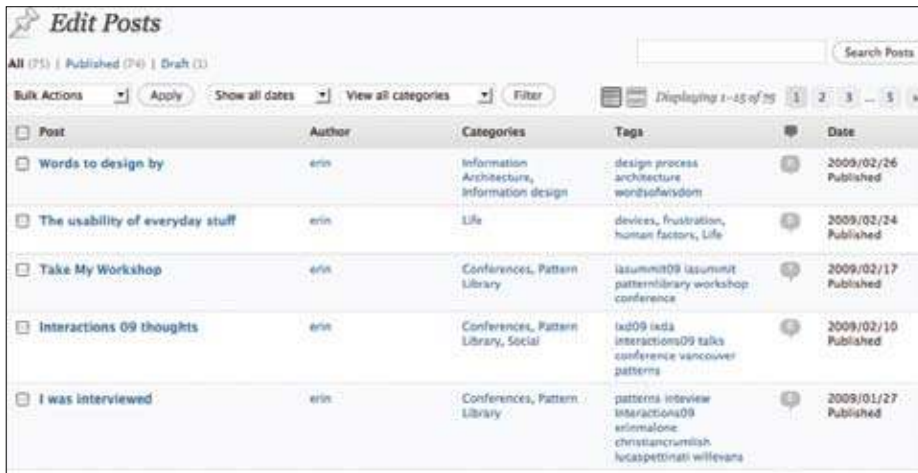 Edit Posts
All (75) | Published (74) | Draft (1)
Search Posts
Bulk Actions Apply Show all dates View all categories Filter Displaying 1–15 of 75 1 2 3 ... 5 »
Post Author Categories Tags Date
Words to design by erin Information Architecture, Information design design process architecture wordsofwisdom 2009/02/26 Published
The usability of everyday stuff erin Life devices, frustration, human factors, Life 2009/02/24 Published
Take My Workshop erin Conferences, Pattern Library iasummit09 iasummit patternlibrary workshop conference 2009/02/17 Published
Interactions 09 thoughts erin Conferences, Pattern Library, Social ixd09 ixda interactions09 talks conference vancouver patterns 2009/02/10 Published
I was interviewed erin Conferences, Pattern Library patterns inteview interactions09 erinmalone christiancrumlish lucaspettinati willevans 2009/01/27 Published